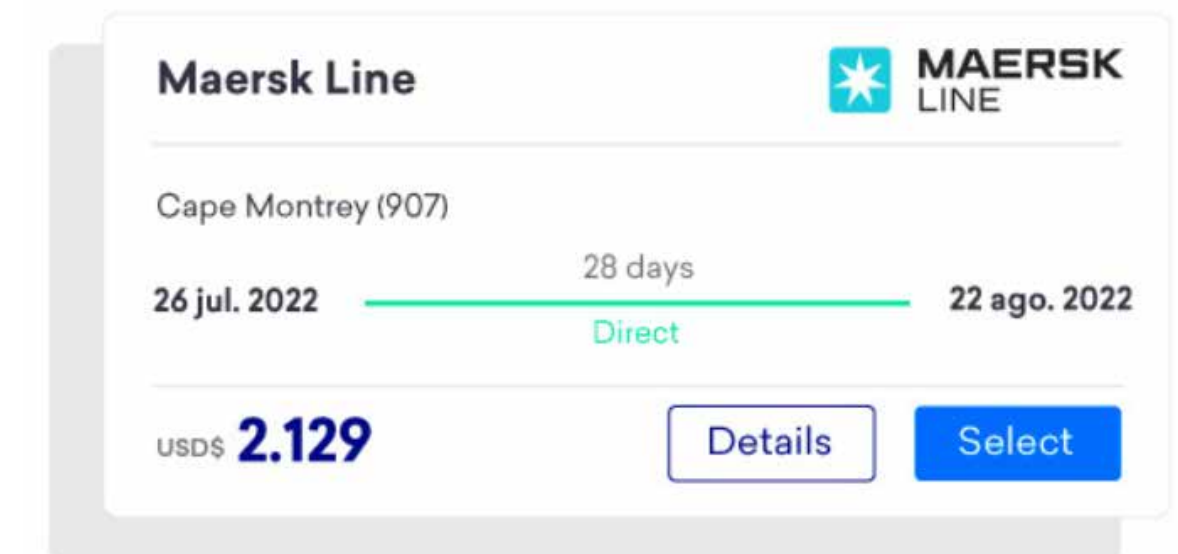 Maersk Line
MAERSK
LINE
Cape Montrey (907)
28 days
26 jul. 2022
22 ago. 2022
Direct
USD$ 2.129
Details
Select